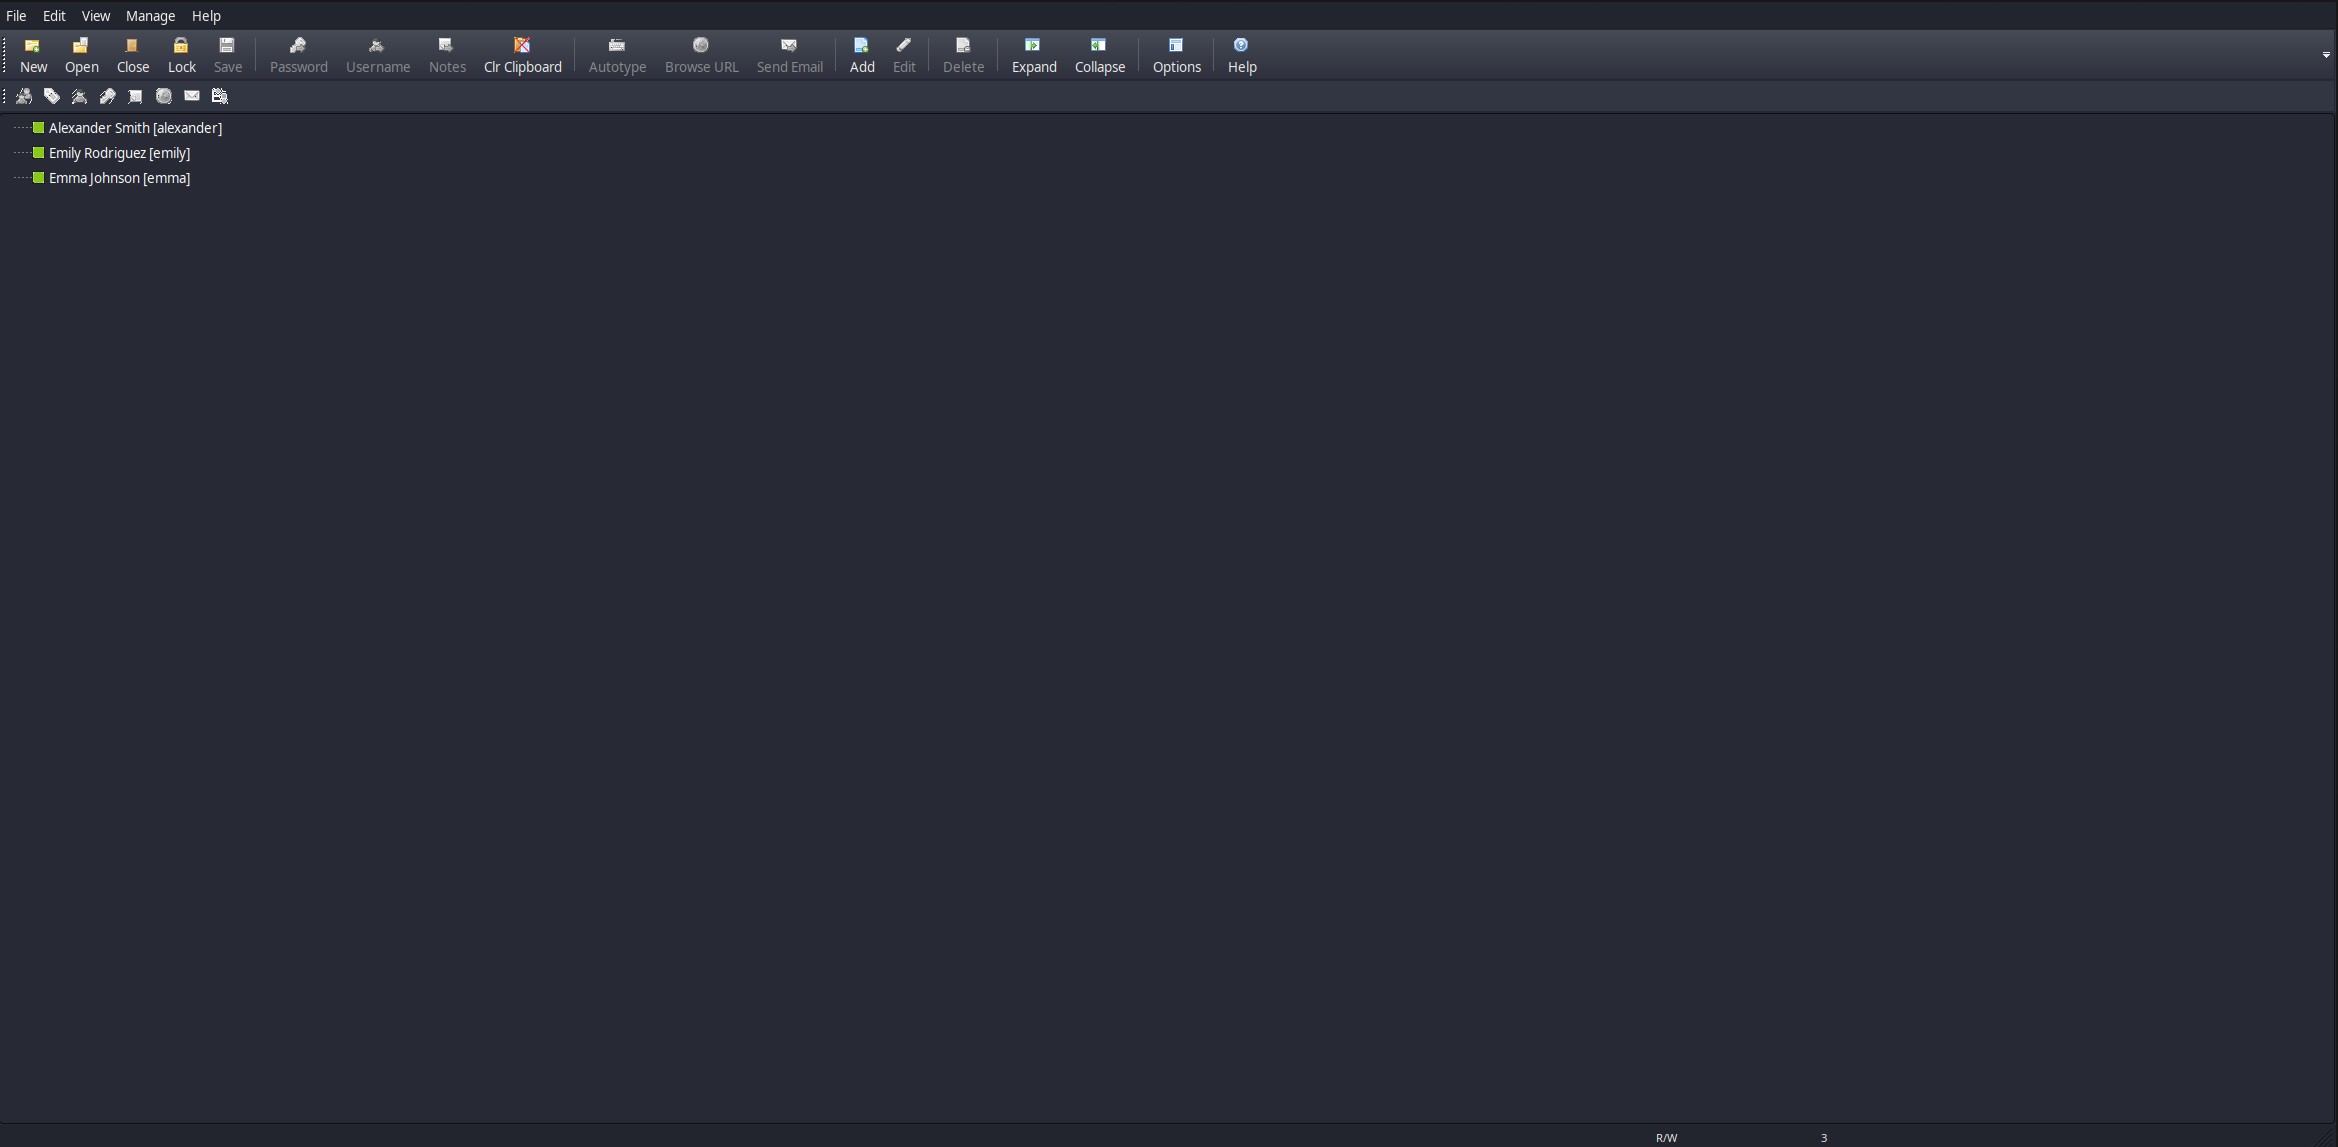 File Edit View Manage Help
New Open Close Lock Save Password Username Notes Clr Clipboard Autotype Browse URL Send Email Add Edit Delete Expand Collapse Options Help
Alexander Smith [alexander]
Emily Rodriguez [emily]
Emma Johnson [emma]
R/W 3